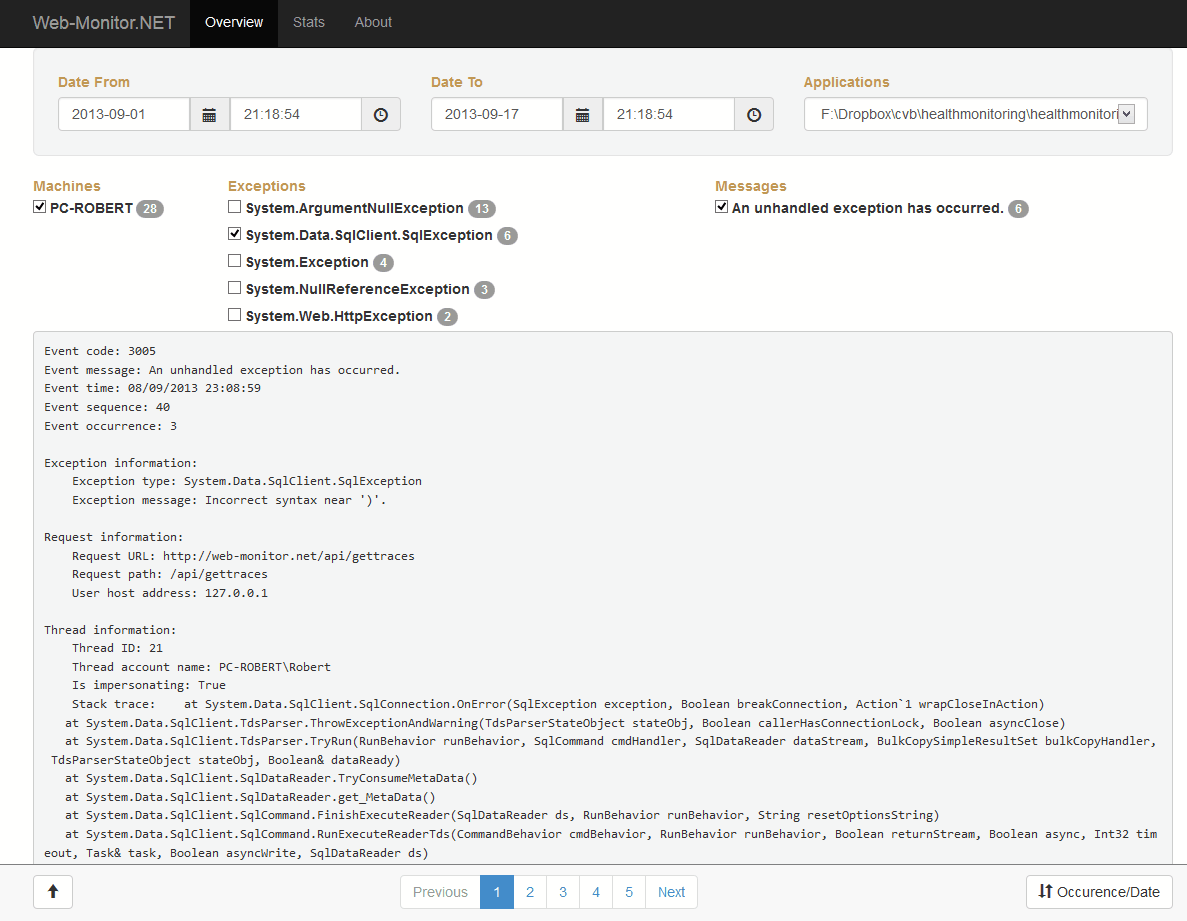 Web-Monitor.NET Overview Stats About
Date From Date To Applications
2013-09-01 21:18:54 2013-09-17 21:18:54 F:\Dropbox\cvb\healthmonitoring\healthmonitori
Machines Exceptions Messages
PC-ROBERT 28 System.ArgumentNullException 13 An unhandled exception has occurred. 6
System.Data.SqlClient.SqlException 6
System.Exception 4
System.NullReferenceException 3
System.Web.HttpException 2
Event code: 3005
Event message: An unhandled exception has occurred.
Event time: 08/09/2013 23:08:59
Event sequence: 40
Event occurrence: 3
Exception information:
Exception type: System.Data.SqlClient.SqlException
Exception message: Incorrect syntax near ')'.
Request information:
Request URL: http://web-monitor.net/api/gettraces
Request path: /api/gettraces
User host address: 127.0.0.1
Thread information:
Thread ID: 21
Thread account name: PC-ROBERT\Robert
Is impersonating: True
Stack trace:    at System.Data.SqlClient.SqlConnection.OnError(SqlException exception, Boolean breakConnection, Action`1 wrapCloseInAction)
at System.Data.SqlClient.TdsParser.ThrowExceptionAndWarning(TdsParserStateObject stateObj, Boolean callerHasConnectionLock, Boolean asyncClose)
at System.Data.SqlClient.TdsParser.TryRun(RunBehavior runBehavior, SqlCommand cmdHandler, SqlDataReader dataStream, BulkCopySimpleResultSet bulkCopyHandler,
TdsParserStateObject stateObj, Boolean& dataReady)
at System.Data.SqlClient.SqlDataReader.TryConsumeMetaData()
at System.Data.SqlClient.SqlDataReader.get_MetaData()
at System.Data.SqlClient.SqlCommand.FinishExecuteReader(SqlDataReader ds, RunBehavior runBehavior, String resetOptionsString)
at System.Data.SqlClient.SqlCommand.RunExecuteReaderTds(CommandBehavior cmdBehavior, RunBehavior runBehavior, Boolean returnStream, Boolean async, Int32 tim
eout, Task& task, Boolean asyncWrite, SqlDataReader ds)
Previous 1 2 3 4 5 Next Occurence/Date